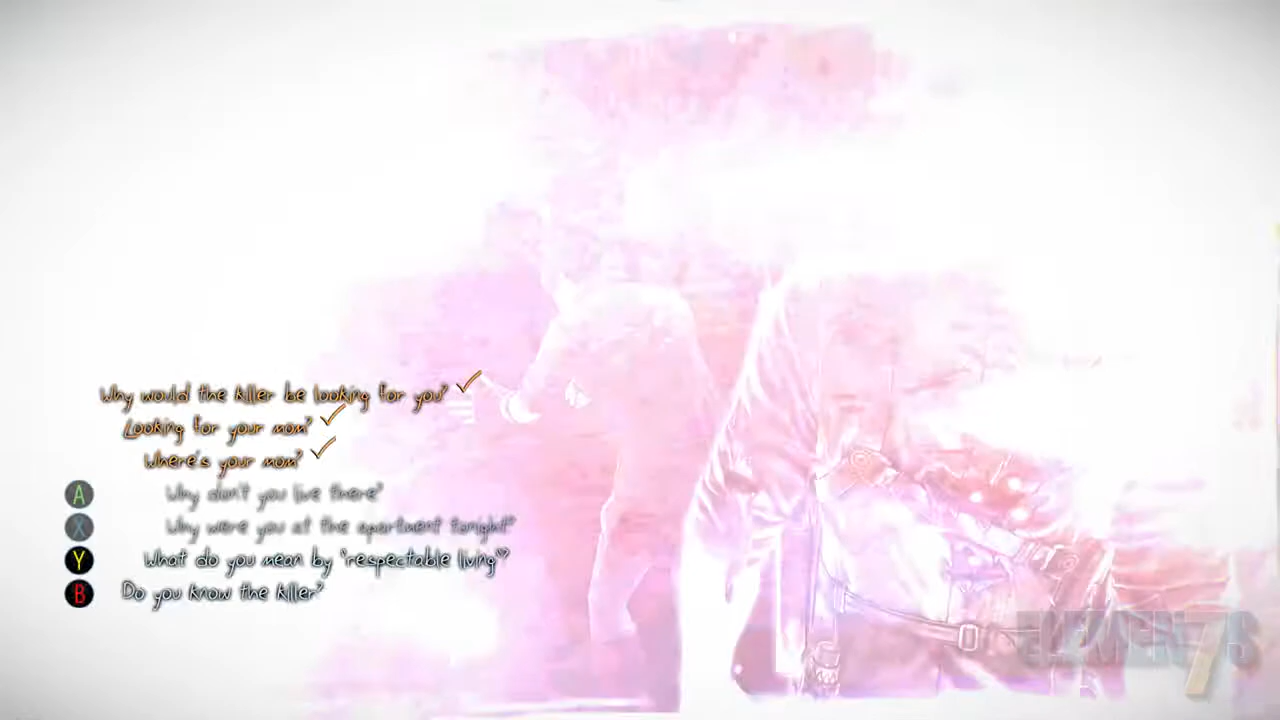 Why would the killer be looking for you?
Looking for your mom?
Where's your mom?
A Why don't you live there?
X Why were you at the apartment tonight?
Y What do you mean by "respectable living"?
B Do you know the killer?
ELEMEN7S